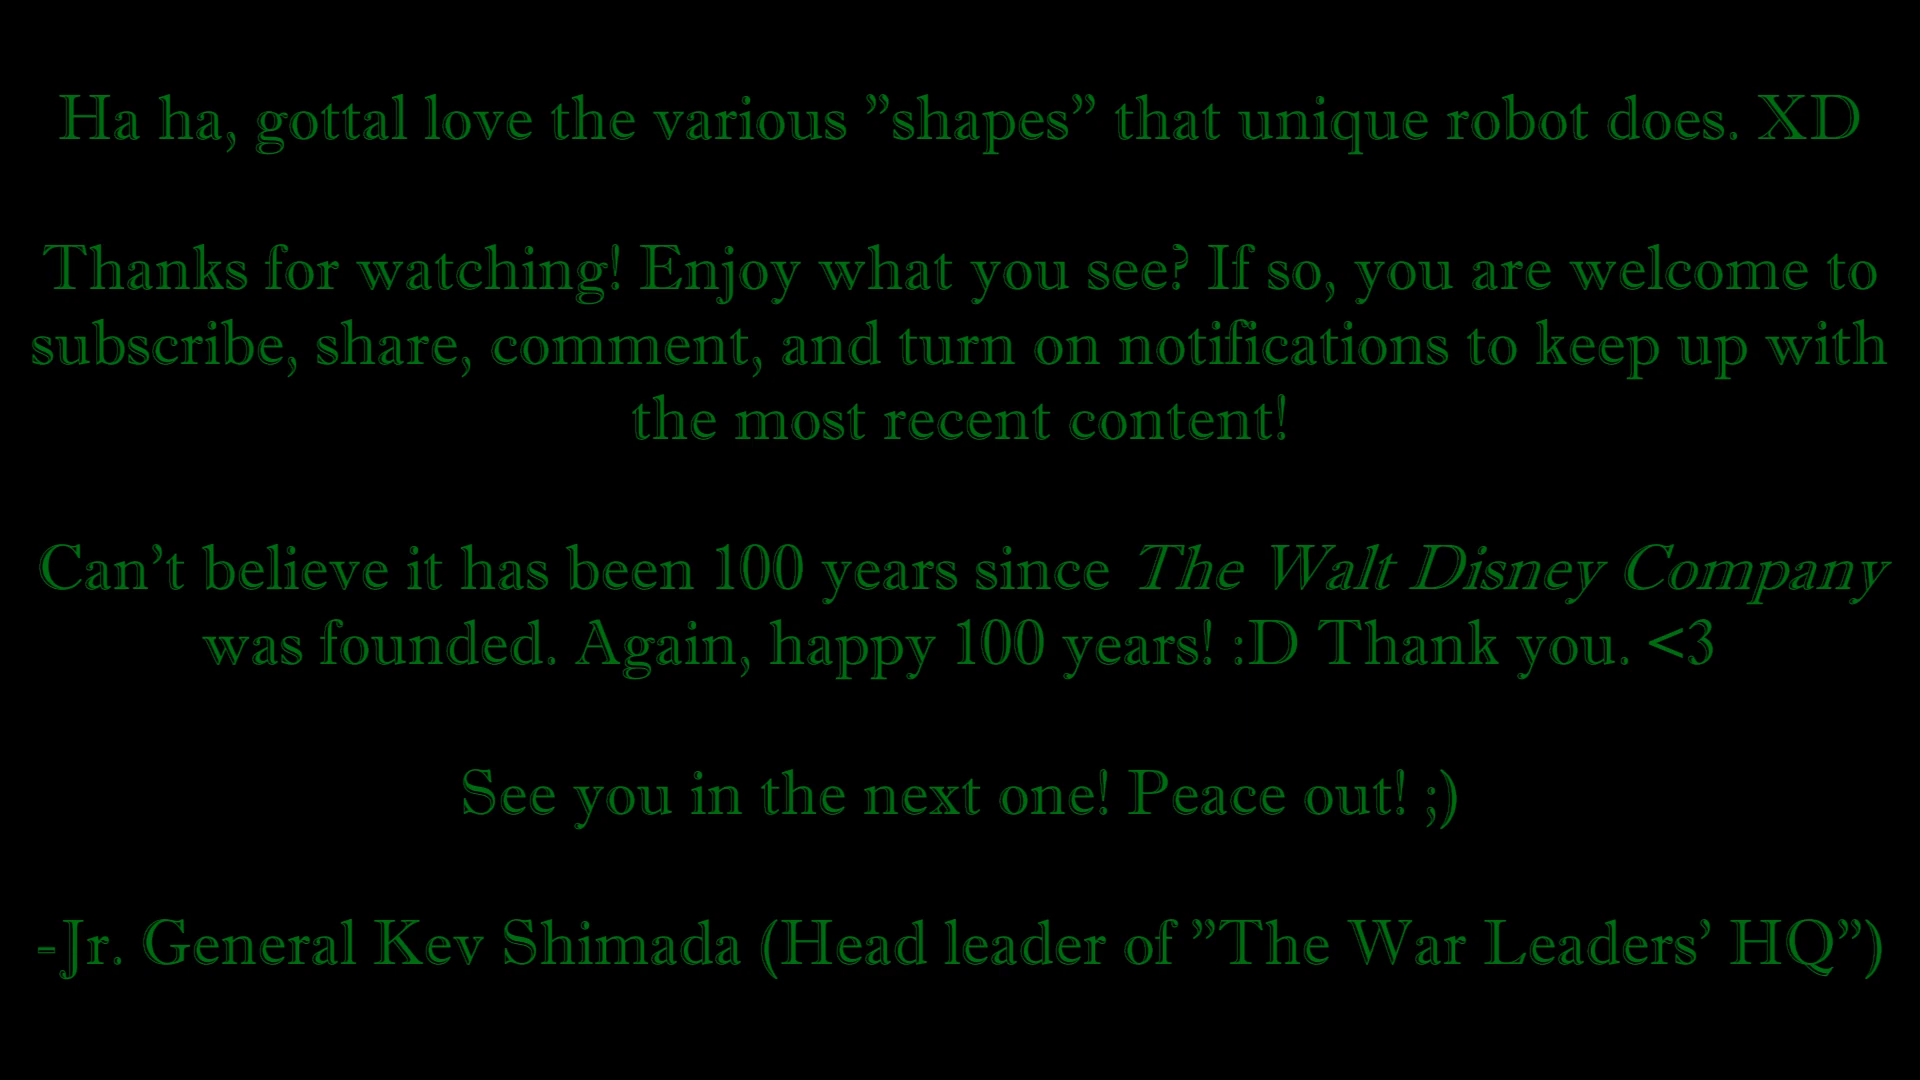 Ha ha, gottal love the various ”shapes” that unique robot does. XD
Thanks for watching! Enjoy what you see? If so, you are welcome to
subscribe, share, comment, and turn on notifications to keep up with
the most recent content!
Can’t believe it has been 100 years since The Walt Disney Company
was founded. Again, happy 100 years! :D Thank you. <3
See you in the next one! Peace out! ;)
-Jr. General Kev Shimada (Head leader of ”The War Leaders’ HQ”)